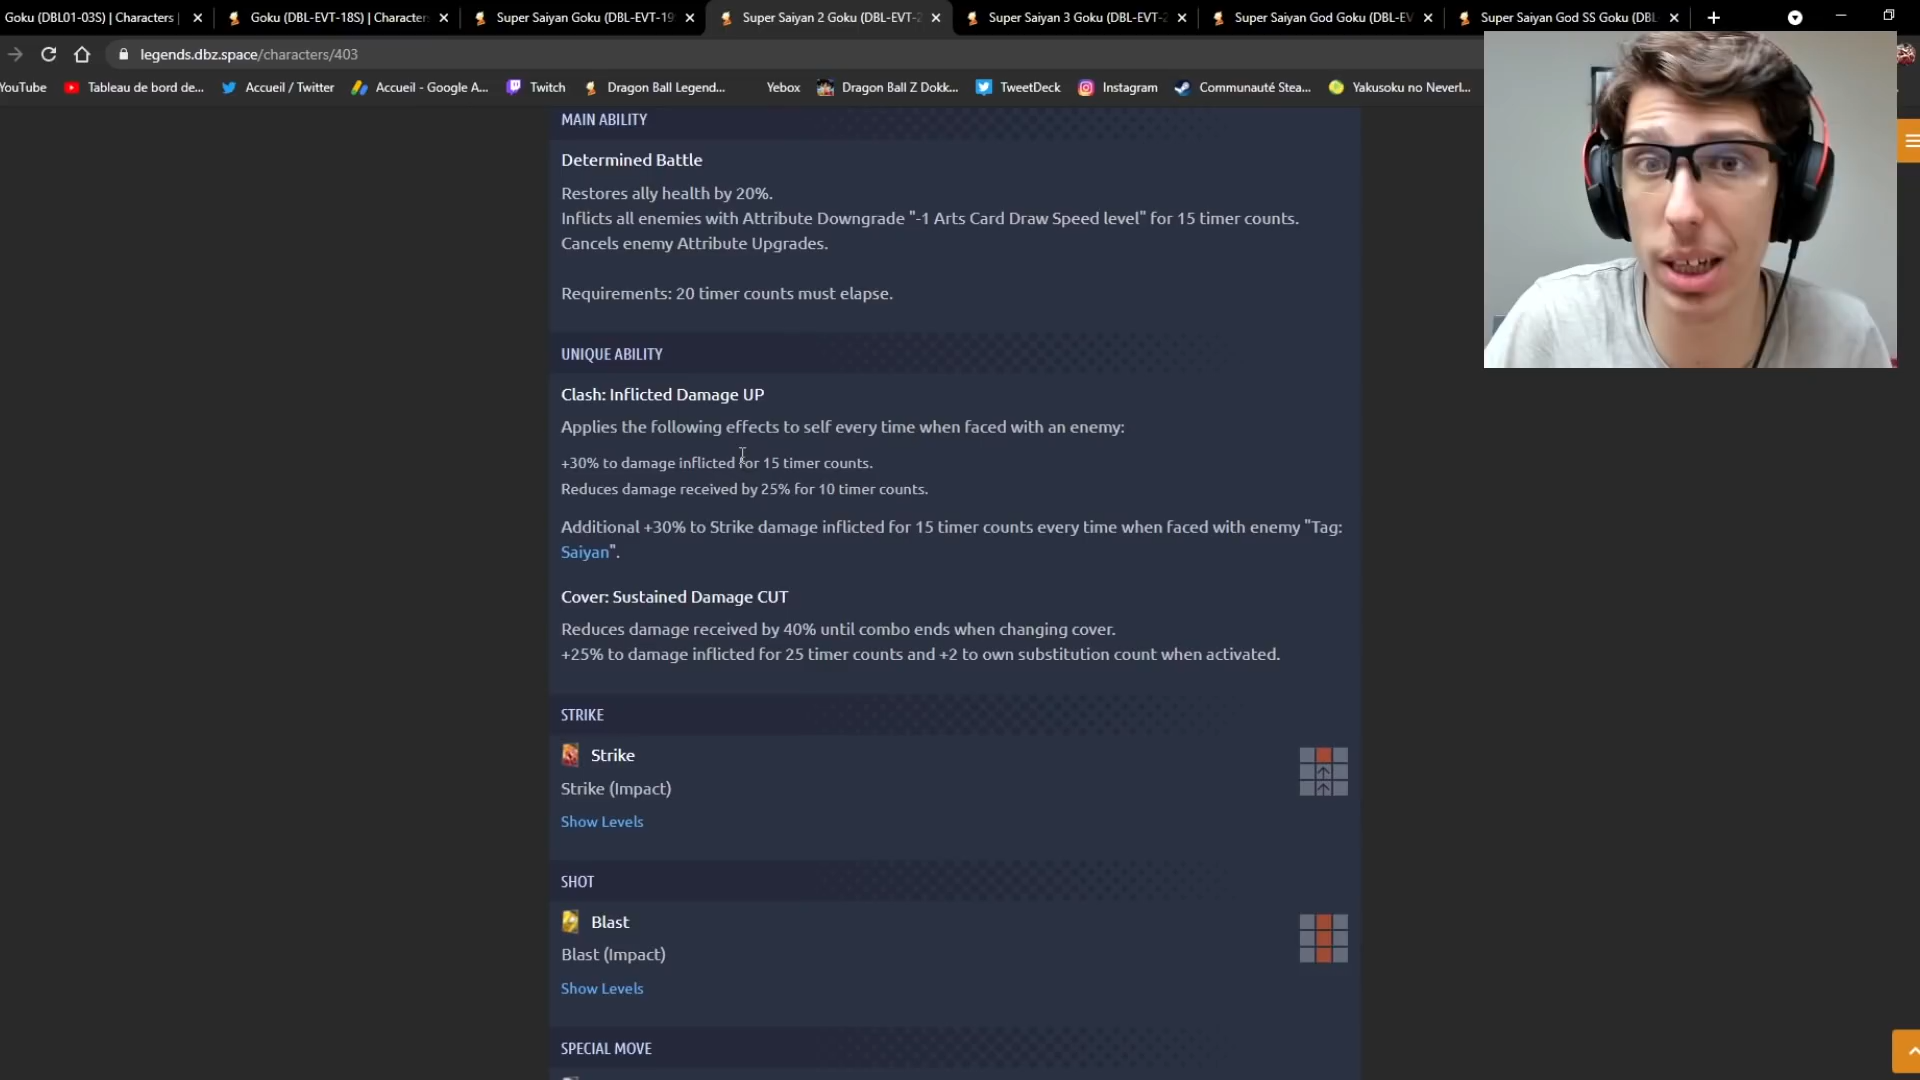 Goku (DBL01-03S) | Characters
Goku (DBL-EVT-18S) | Character
Super Saiyan Goku (DBL-EVT-19
Super Saiyan 2 Goku (DBL-EVT-2
Super Saiyan 3 Goku (DBL-EVT-2
Super Saiyan God Goku (DBL-EV
Super Saiyan God SS Goku (DBL-
legends.dbz.space/characters/403
YouTube
Tableau de bord de...
Accueil / Twitter
Accueil - Google A...
Twitch
Dragon Ball Legend...
Yebox
Dragon Ball Z Dokk...
TweetDeck
Instagram
Communauté Stea...
Yakusoku no Neverl...
MAIN ABILITY
Determined Battle
Restores ally health by 20%.
Inflicts all enemies with Attribute Downgrade "-1 Arts Card Draw Speed level" for 15 timer counts.
Cancels enemy Attribute Upgrades.
Requirements: 20 timer counts must elapse.
UNIQUE ABILITY
Clash: Inflicted Damage UP
Applies the following effects to self every time when faced with an enemy:
+30% to damage inflicted for 15 timer counts.
Reduces damage received by 25% for 10 timer counts.
Additional +30% to Strike damage inflicted for 15 timer counts every time when faced with enemy "Tag:
Saiyan".
Cover: Sustained Damage CUT
Reduces damage received by 40% until combo ends when changing cover.
+25% to damage inflicted for 25 timer counts and +2 to own substitution count when activated.
STRIKE
Strike
Strike (Impact)
Show Levels
SHOT
Blast
Blast (Impact)
Show Levels
SPECIAL MOVE